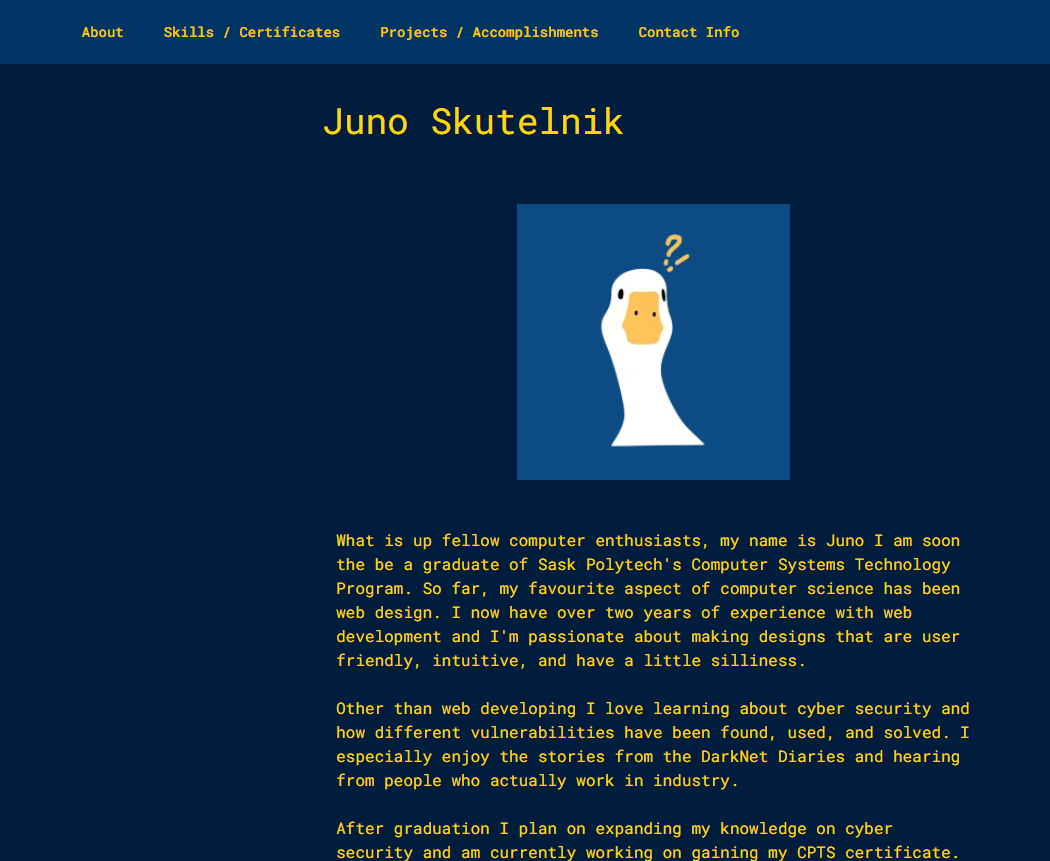 About Skills / Certificates Projects / Accomplishments Contact Info
Juno Skutelnik
?
What is up fellow computer enthusiasts, my name is Juno I am soon
the be a graduate of Sask Polytech's Computer Systems Technology
Program. So far, my favourite aspect of computer science has been
web design. I now have over two years of experience with web
development and I'm passionate about making designs that are user
friendly, intuitive, and have a little silliness.
Other than web developing I love learning about cyber security and
how different vulnerabilities have been found, used, and solved. I
especially enjoy the stories from the DarkNet Diaries and hearing
from people who actually work in industry.
After graduation I plan on expanding my knowledge on cyber
security and am currently working on gaining my CPTS certificate.